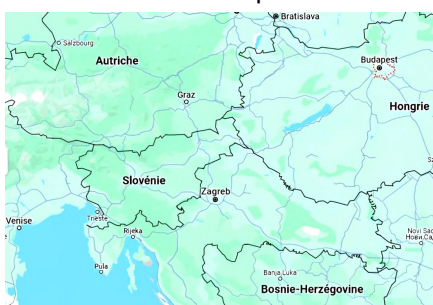 Bratislava
Salzbourg
Autriche
Budapest
Graz
Hongrie
Slovénie
Zagreb
Venise
Trieste
Rijeka
Novi Sad
Pula
Banja Luka
Bosnie-Herzégovine